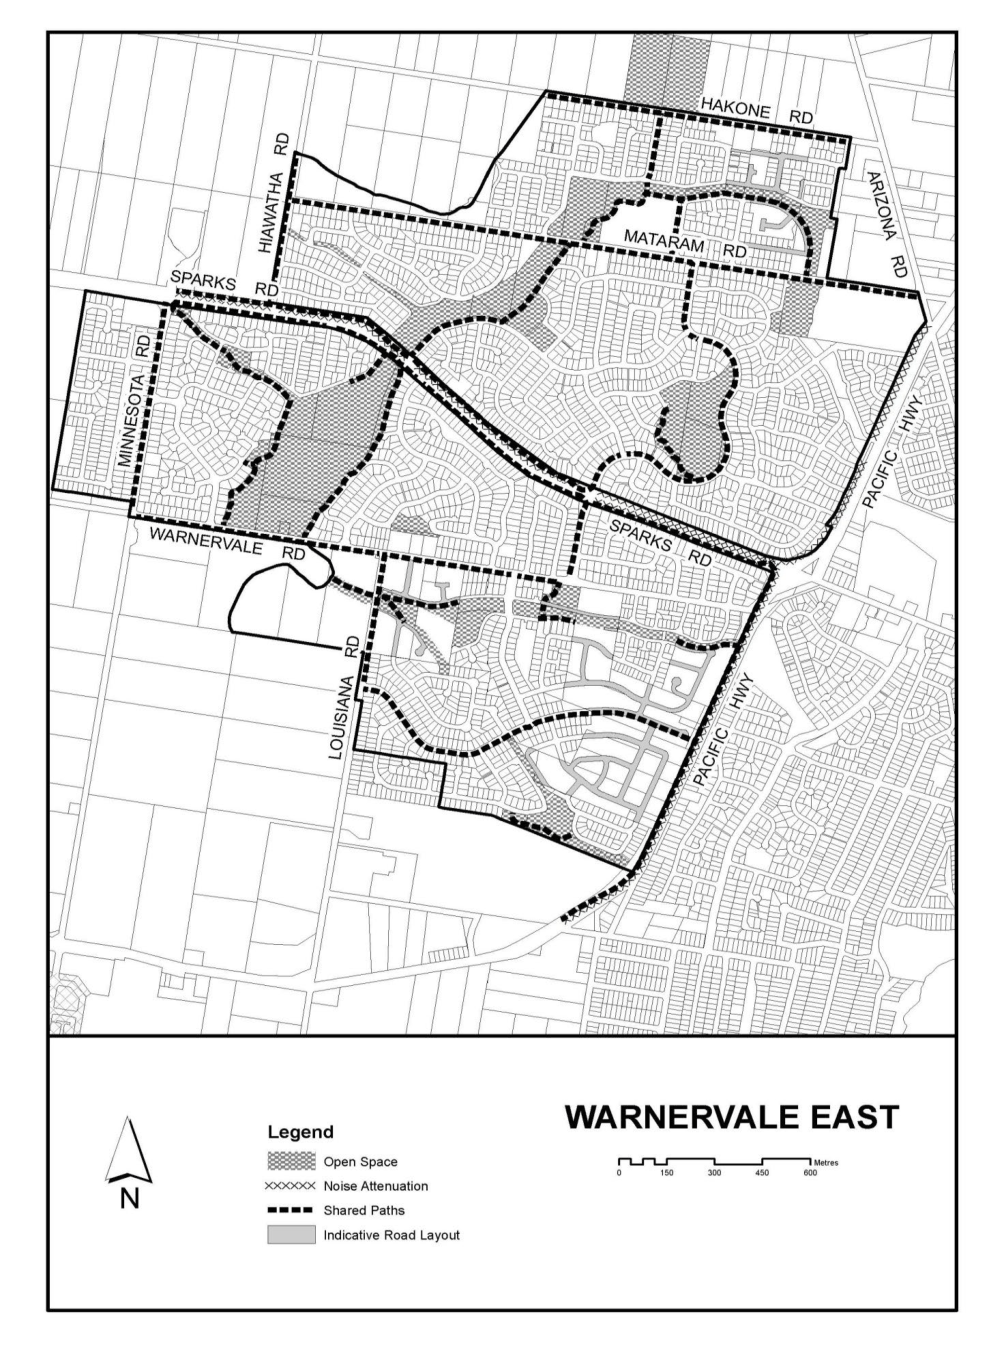 HAKONE RD
HIAWATHA RD
ARIZONA RD
MATARAM RD
SPARKS RD
MINNESOTA RD
PACIFIC HWY
SPARKS RD
WARNERVALE RD
LOUISIANA RD
PACIFIC HWY
WARNERVALE EAST
Legend
Open Space
Noise Attenuation
Shared Paths
Indicative Road Layout
N
Metres
0 150 300 450 600